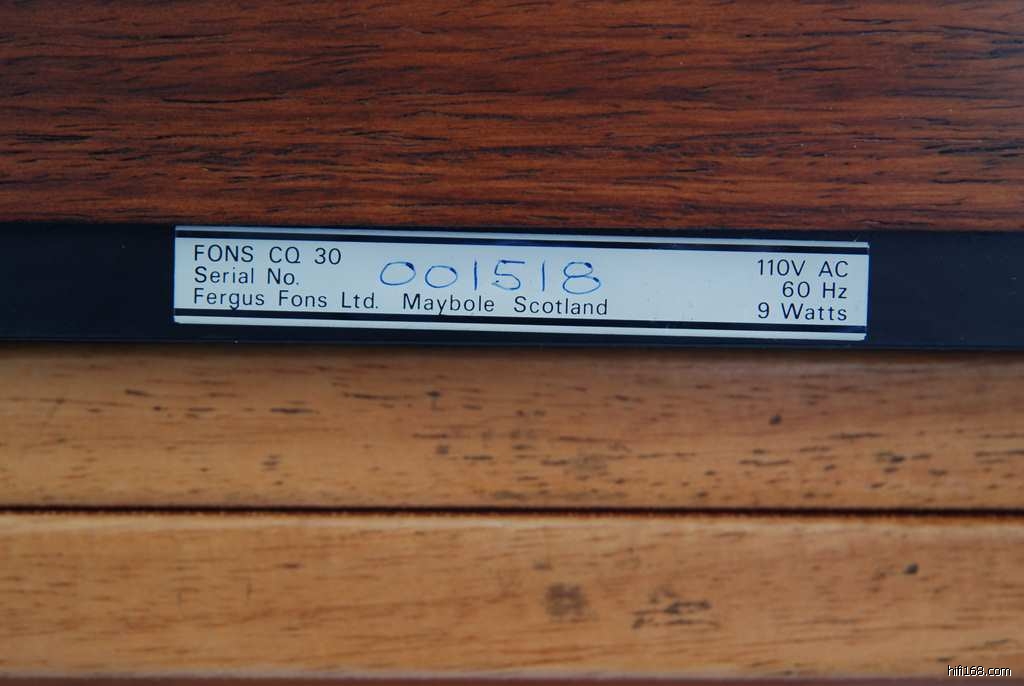 FONS CQ 30
Serial No. 001518
Fergus Fons Ltd. Maybole Scotland
110V AC
60 Hz
9 Watts
hifi168.com